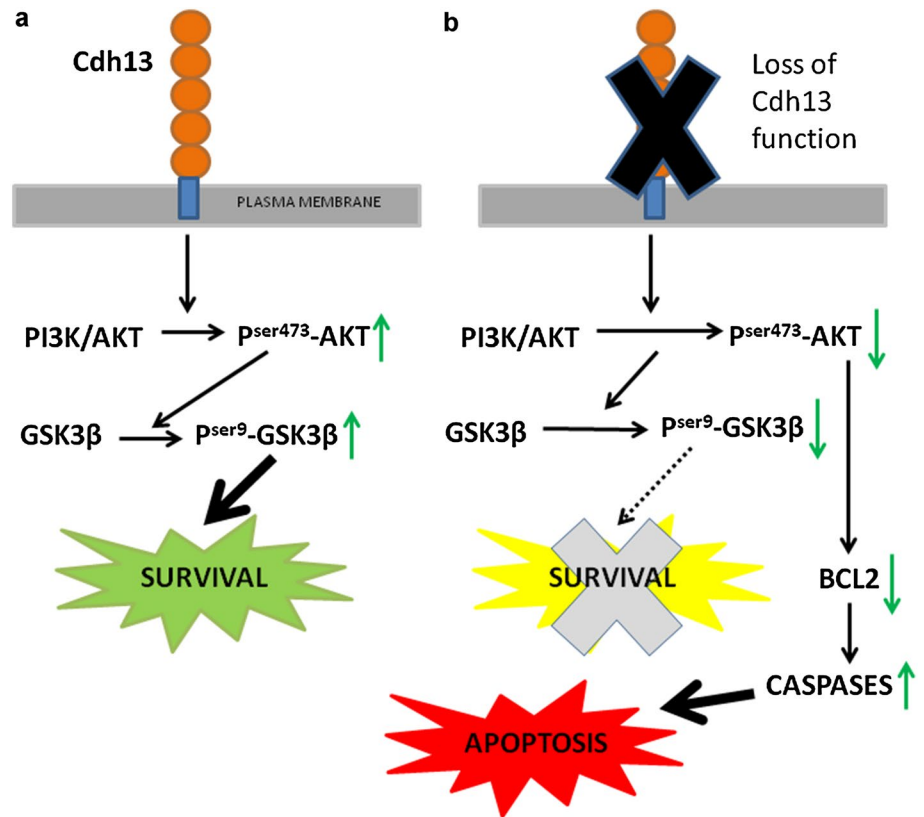 a
Cdh13
PLASMA MEMBRANE
PI3K/AKT
Pser473-AKT
GSK3β
Pser9-GSK3β
SURVIVAL
b
Loss of
Cdh13
function
PI3K/AKT
Pser473-AKT
GSK3β
Pser9-GSK3β
SURVIVAL
BCL2
CASPASES
APOPTOSIS